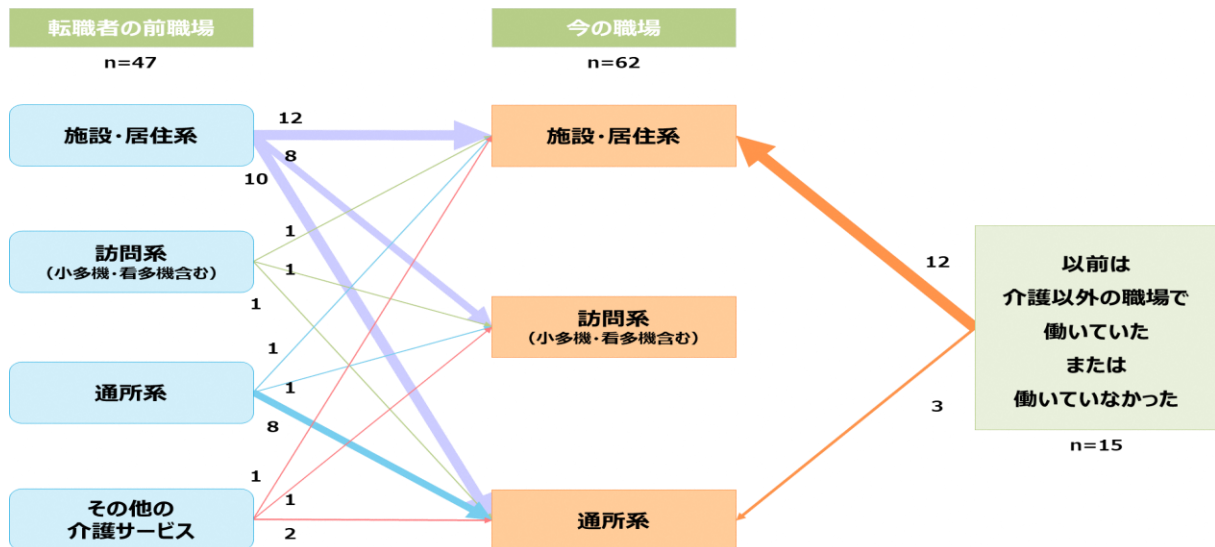 転職者の前職場
今の職場
n=47
n=62
12
施設・居住系
施設・居住系
8
10
訪問系
(小多機・看多機含む)
1
1
1
12
以前は
介護以外の職場で
働いていた
または
働いていなかった
n=15
訪問系
(小多機・看多機含む)
通所系
1
1
8
3
その他の
介護サービス
1
1
2
通所系